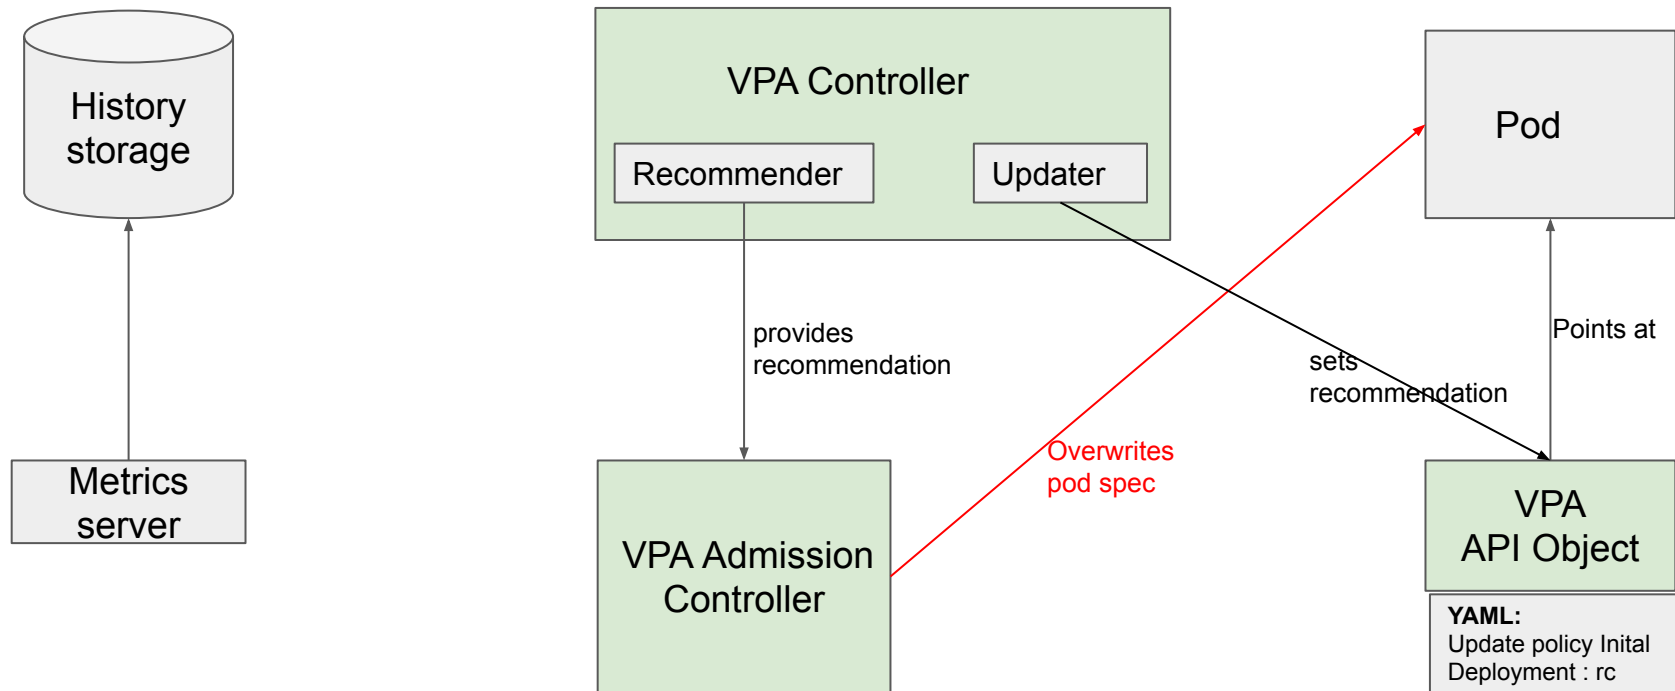 History
storage
VPA Controller
Recommender
Updater
Pod
provides
recommendation
sets
recommendation
Points at
Overwrites
pod spec
Metrics
server
VPA Admission
Controller
VPA
API Object
YAML:
Update policy Inital
Deployment : rc